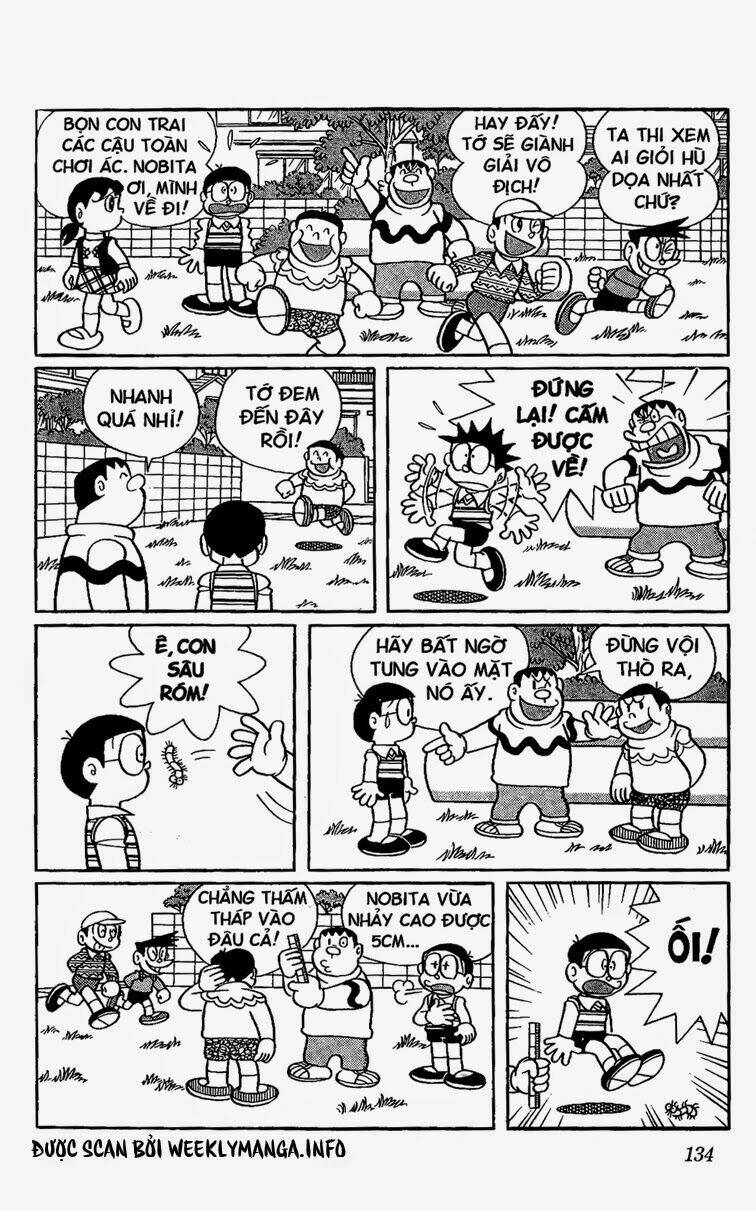 TA THI XEM
AI GIỎI HÙ
DỌA NHẤT
CHỨ?
HAY ĐẤY!
TỚ SẼ GIÀNH
GIẢI VÔ
ĐỊCH!
BỌN CON TRAI
CÁC CẬU TOÀN
CHƠI ÁC. NOBITA
ƠI, MÌNH
VỀ ĐI!
ĐỨNG
LẠI! CẤM
ĐƯỢC
VỀ!
TỚ ĐEM
ĐẾN ĐÂY
RỒI!
NHANH
QUÁ NHỈ!
ĐỪNG VỘI
THÒ RA,
HÃY BẤT NGỜ
TUNG VÀO MẶT
NÓ ẤY.
Ê, CON
SÂU
RÓM!
ỐI!
NOBITA VỪA
NHẢY CAO ĐƯỢC
5CM...
CHẲNG THẤM
THÁP VÀO
ĐÂU CẢ!
ĐƯỢC SCAN BỞI WEEKLYMANGA.INFO
134